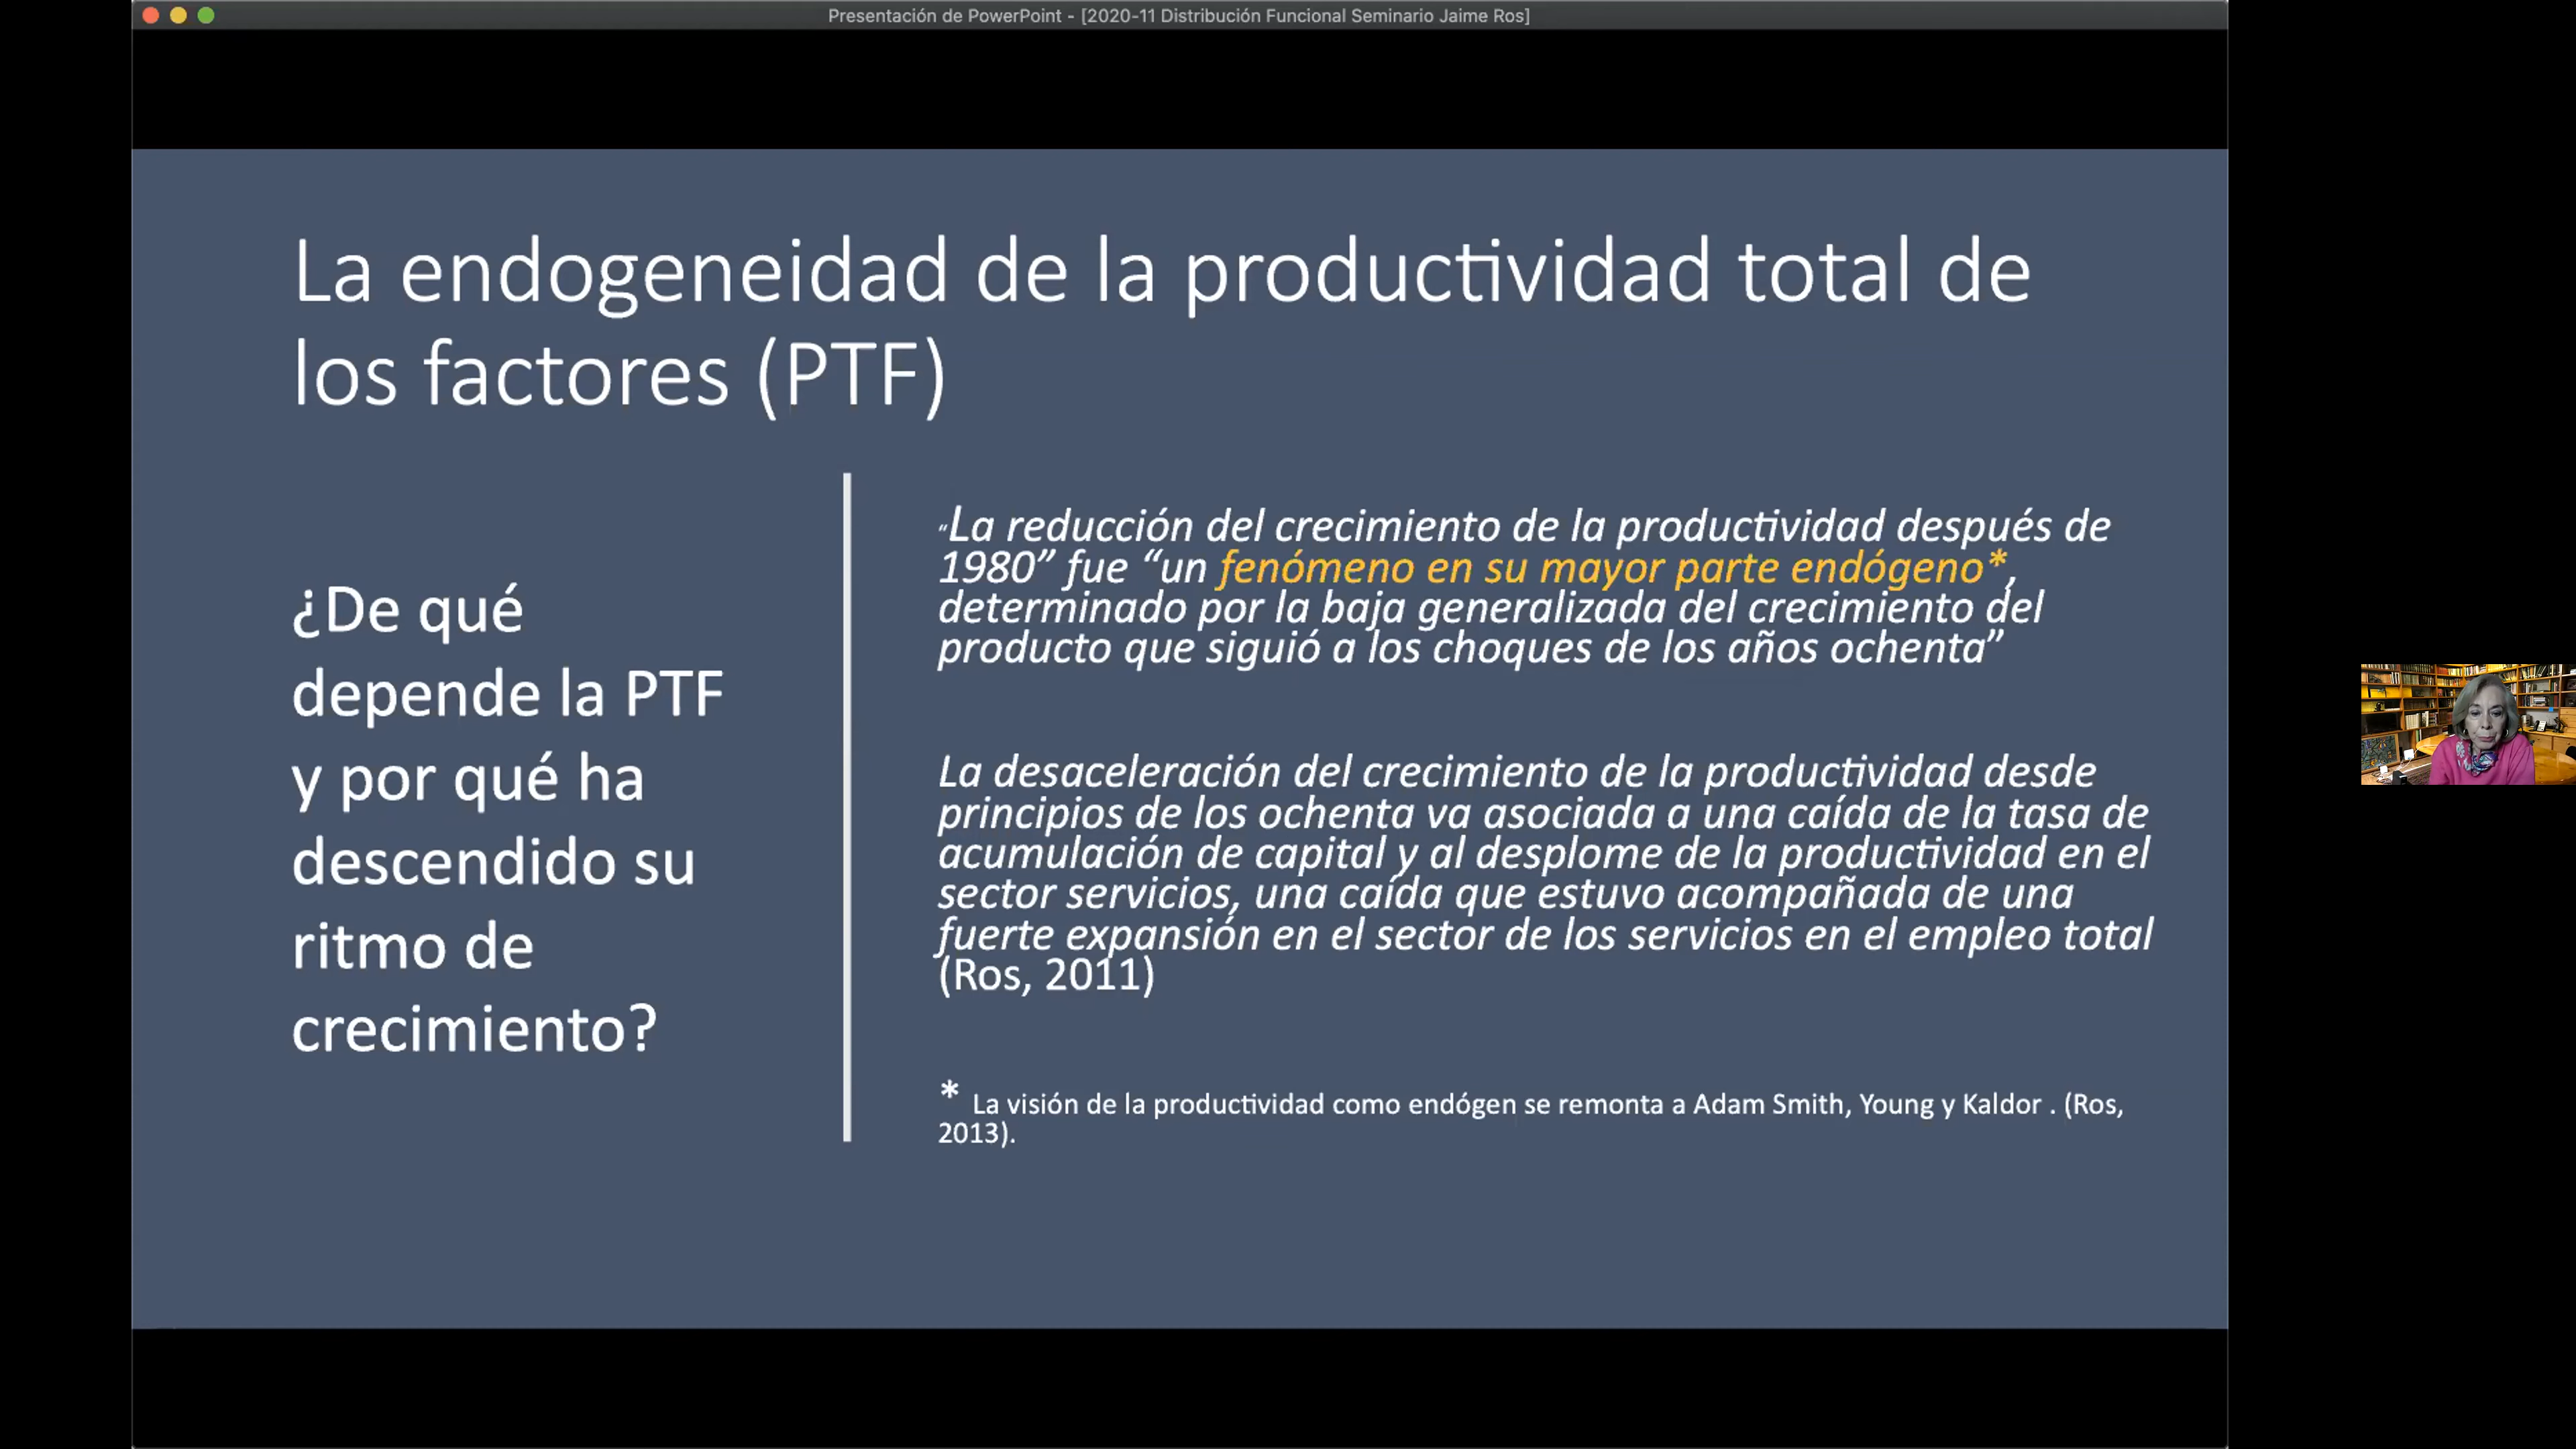 Presentación de PowerPoint - [2020-11 Distribución Funcional Seminario Jaime Ros]
La endogeneidad de la productividad total de
los factores (PTF)
¿De qué
depende la PTF
y por qué ha
descendido su
ritmo de
crecimiento?
“La reducción del crecimiento de la productividad después de
1980” fue “un fenómeno en su mayor parte endógeno*,
determinado por la baja generalizada del crecimiento del
producto que siguió a los choques de los años ochenta”
La desaceleración del crecimiento de la productividad desde
principios de los ochenta va asociada a una caída de la tasa de
acumulación de capital y al desplome de la productividad en el
sector servicios, una caída que estuvo acompañada de una
fuerte expansión en el sector de los servicios en el empleo total
(Ros, 2011)
* La visión de la productividad como endógen se remonta a Adam Smith, Young y Kaldor . (Ros,
2013).